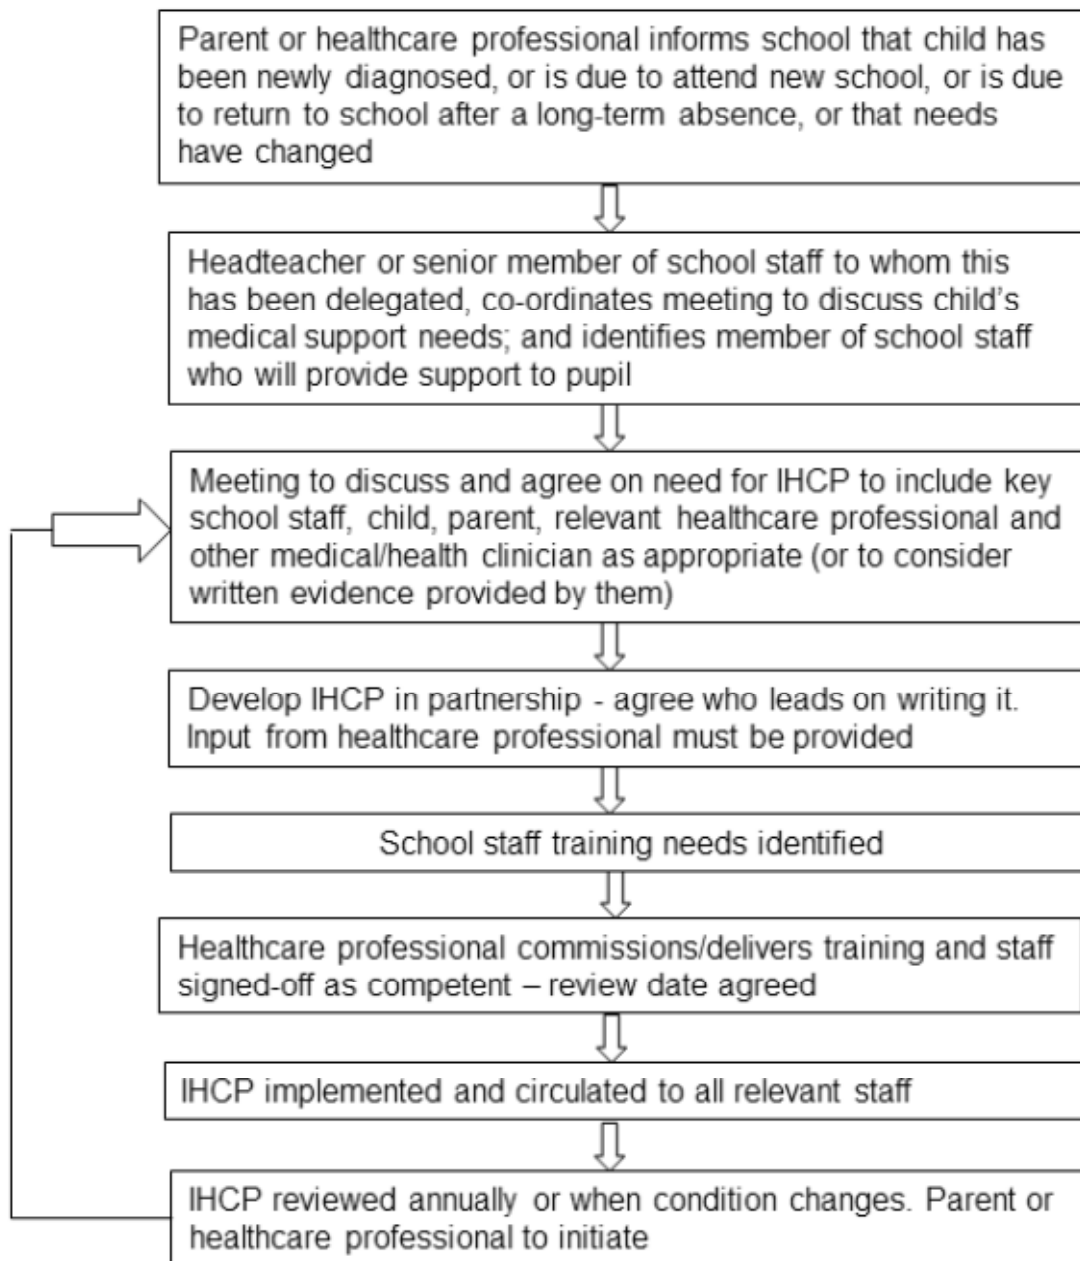 Parent or healthcare professional informs school that child has
been newly diagnosed, or is due to attend new school, or is due
to return to school after a long-term absence, or that needs
have changed
Headteacher or senior member of school staff to whom this
has been delegated, co-ordinates meeting to discuss child's
medical support needs; and identifies member of school staff
who will provide support to pupil
Meeting to discuss and agree on need for IHCP to include key
school staff, child, parent, relevant healthcare professional and
other medical/health clinician as appropriate (or to consider
written evidence provided by them)
Develop IHCP in partnership - agree who leads on writing it.
Input from healthcare professional must be provided
School staff training needs identified
Healthcare professional commissions/delivers training and staff
signed-off as competent – review date agreed
IHCP implemented and circulated to all relevant staff
IHCP reviewed annually or when condition changes. Parent or
healthcare professional to initiate